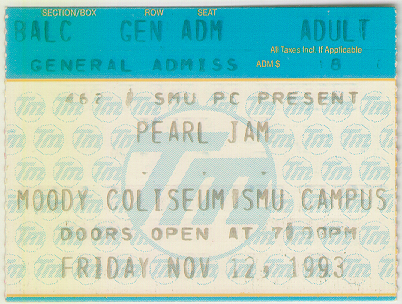 SECTION/BOX ROW SEAT
BALC GEN ADM ADULT
All Taxes Incl. If Applicable
GENERAL ADMISS ADM$
SMU PC PRESENT
PEARL JAM
MOODY COLISEUM SMU CAMPUS
DOORS OPEN AT
FRIDAY NOV 12, 1993